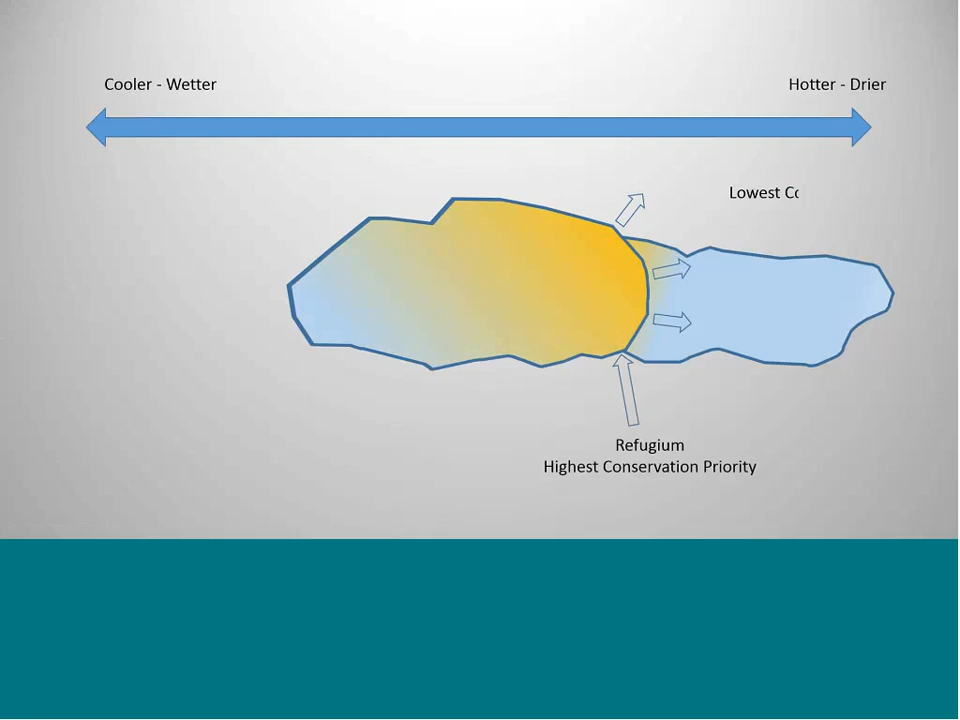 Cooler - Wetter
Hotter - Drier
Lowest
Refugium
Highest Conservation Priority